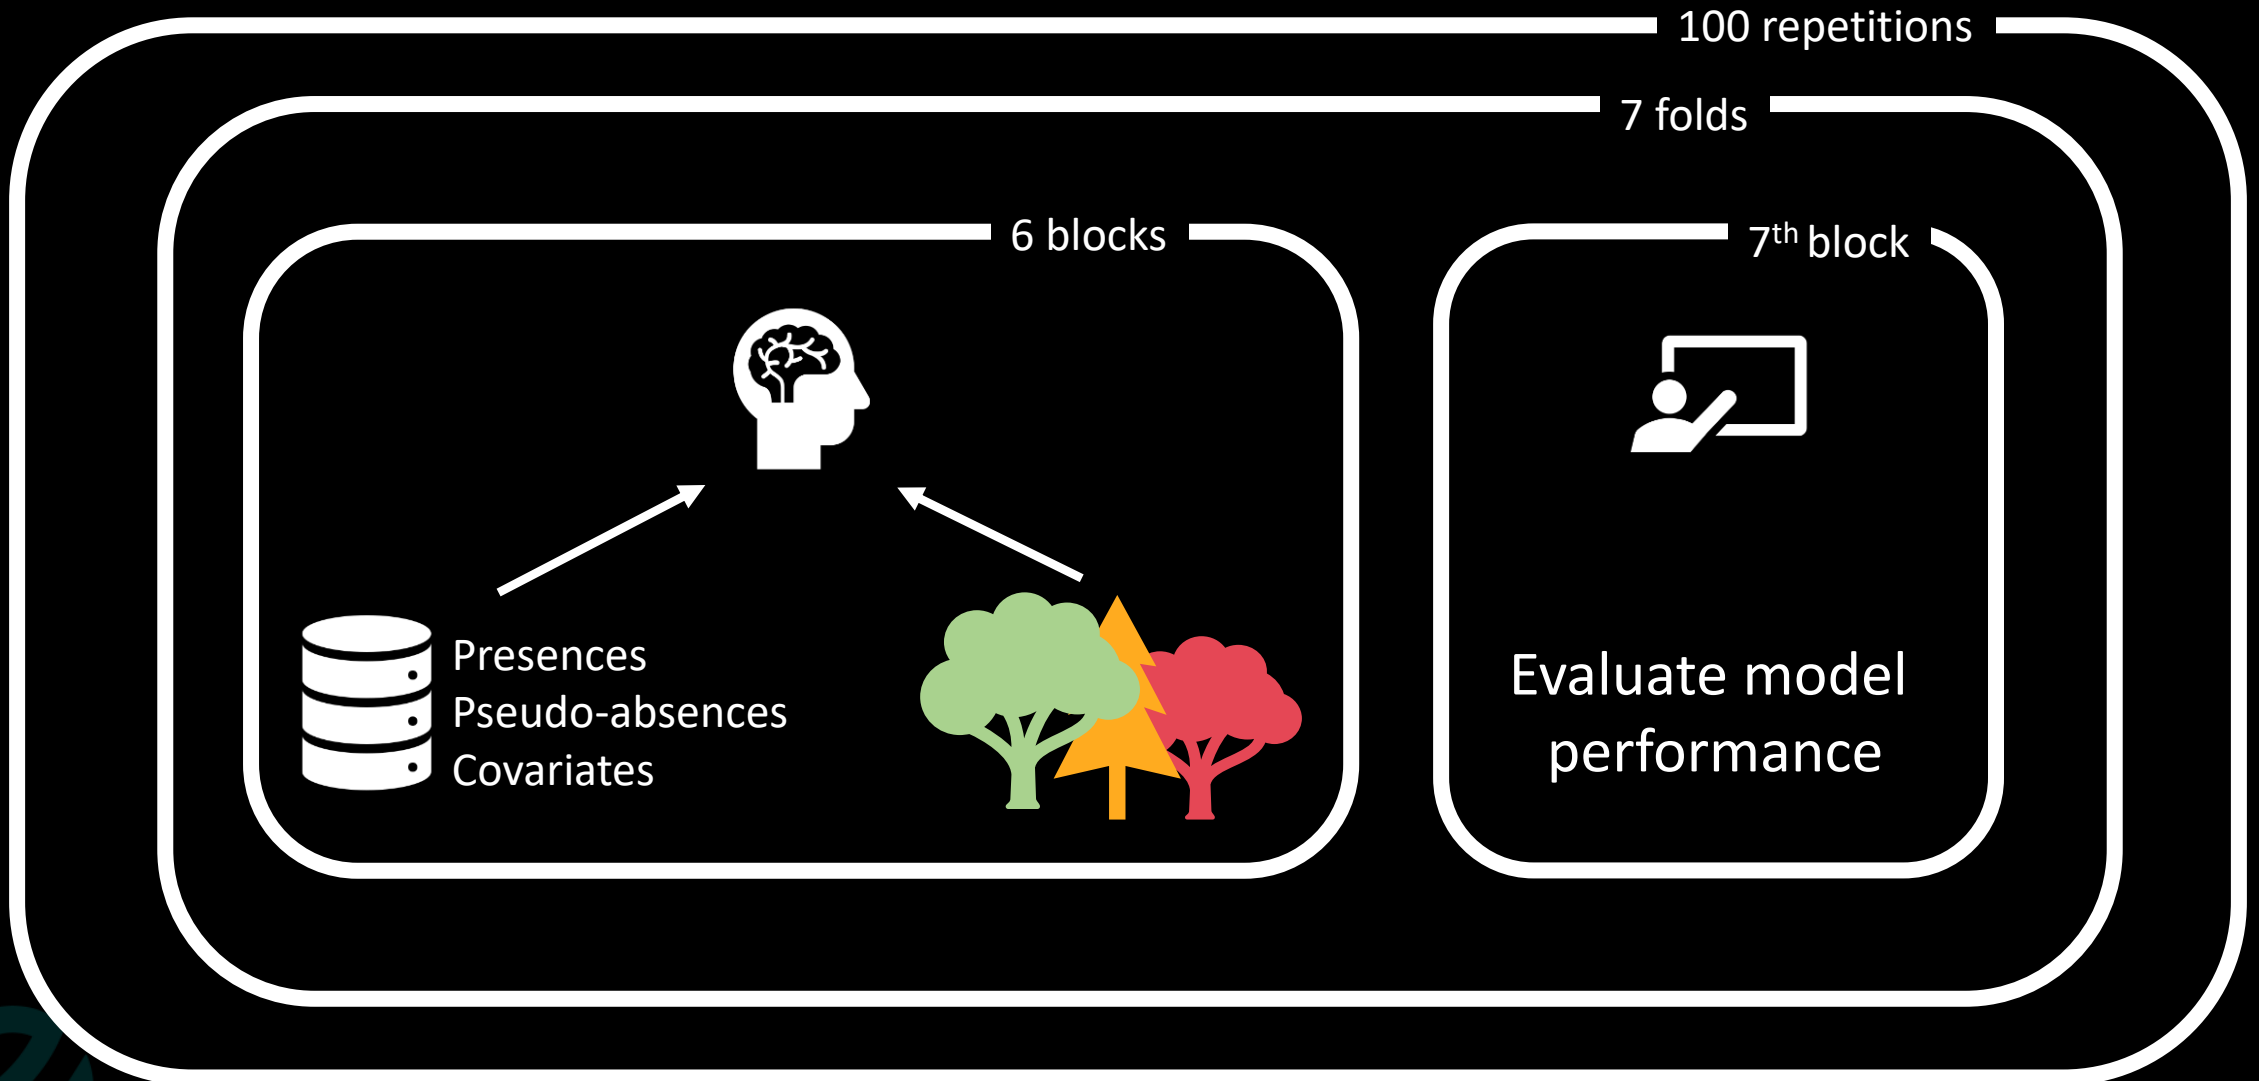 100 repetitions
7 folds
6 blocks
7th block
Presences
Pseudo-absences
Covariates
Evaluate model
performance